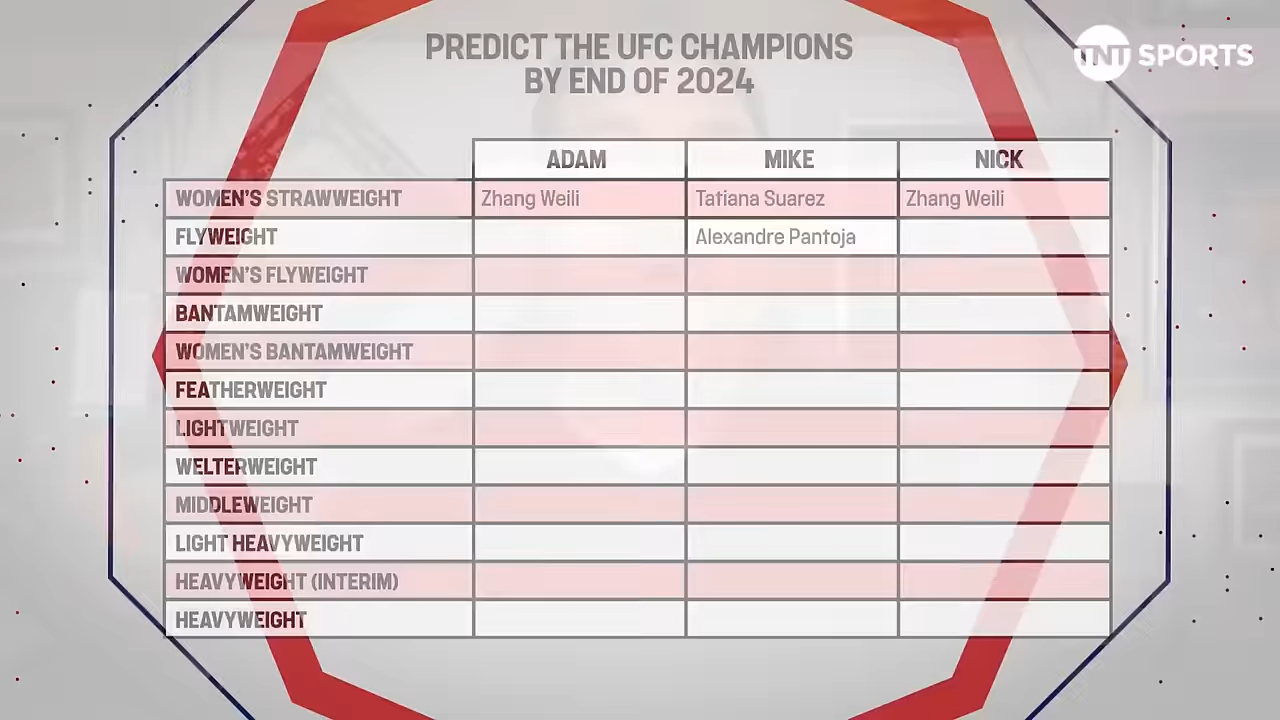 PREDICT THE UFC CHAMPIONS
BY END OF 2024
TNT SPORTS
ADAM MIKE NICK
WOMEN'S STRAWWEIGHT Zhang Weili Tatiana Suarez Zhang Weili
FLYWEIGHT Alexandre Pantoja
WOMEN'S FLYWEIGHT
BANTAMWEIGHT
WOMEN'S BANTAMWEIGHT
FEATHERWEIGHT
LIGHTWEIGHT
WELTERWEIGHT
MIDDLEWEIGHT
LIGHT HEAVYWEIGHT
HEAVYWEIGHT (INTERIM)
HEAVYWEIGHT